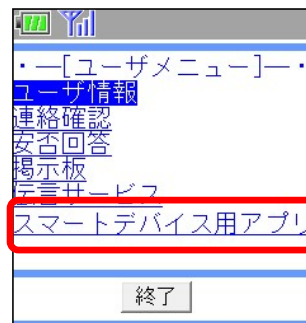 ・―[ユーザメニュー]―・
ユーザ情報
連絡確認
安否回答
掲示板
伝言サービス
スマートデバイス用アプリ
終了